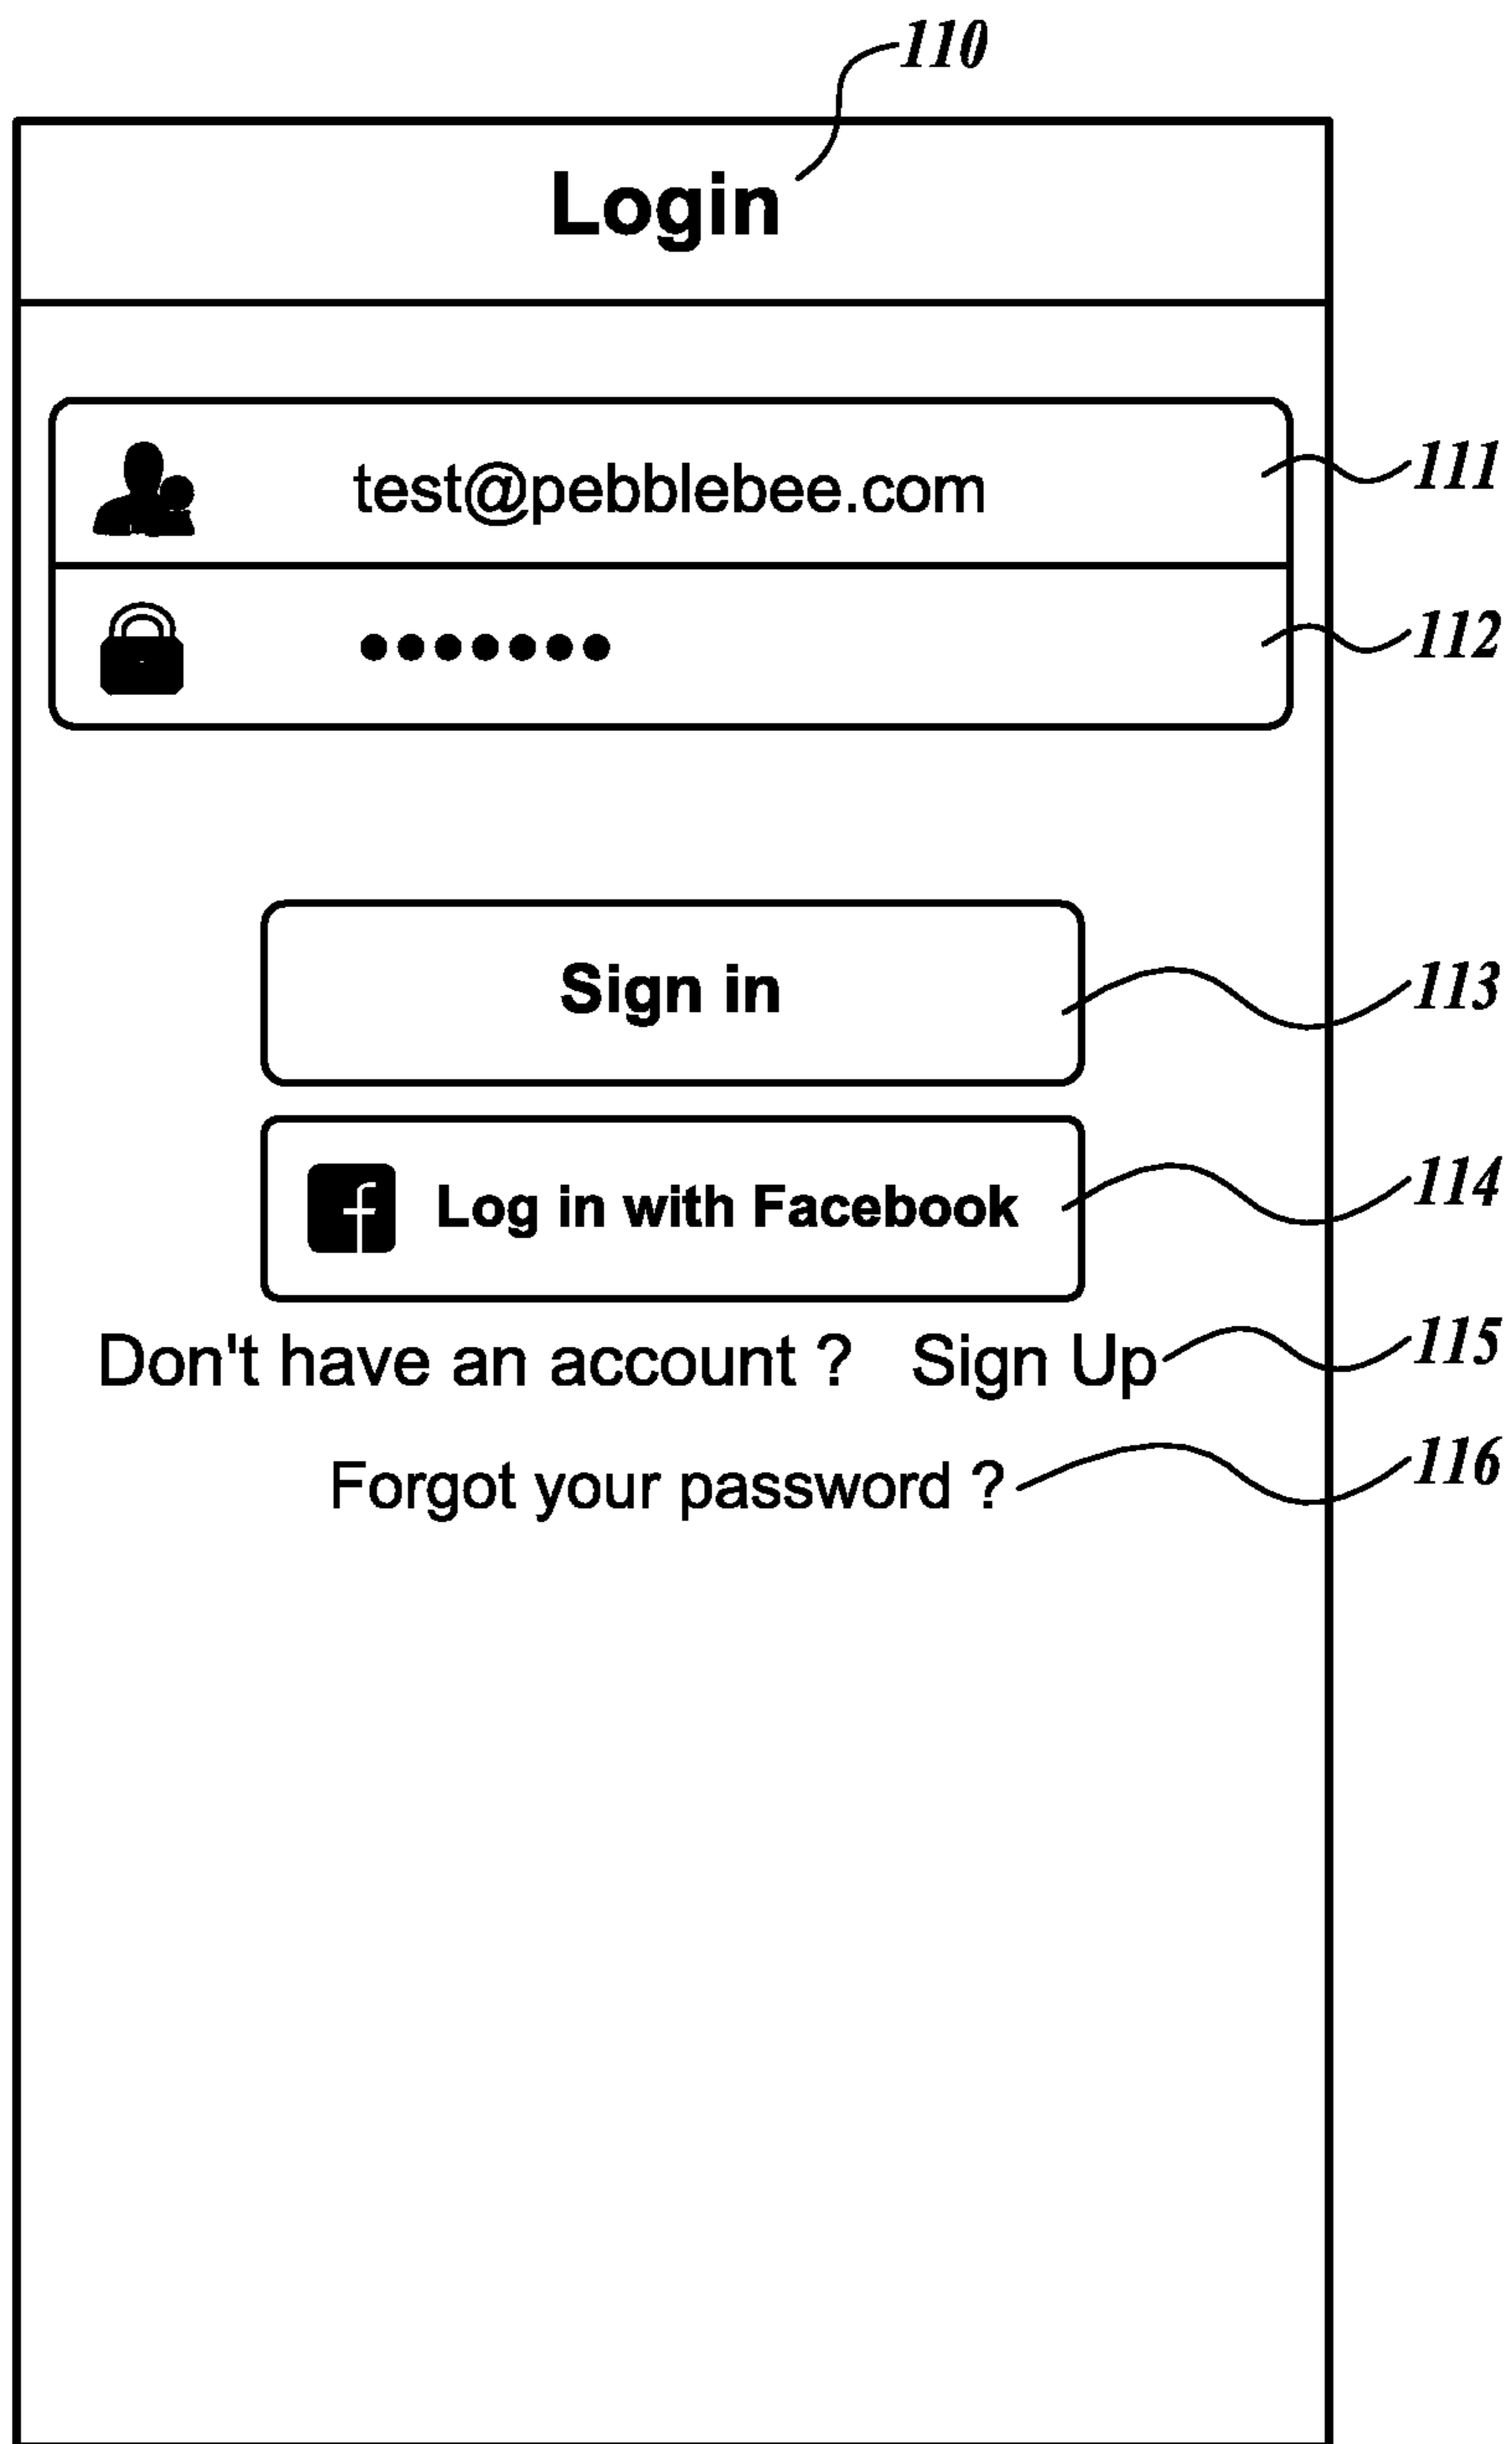 110
Login
test@pebblebee.com 111
●●●●●●● 112
Sign in 113
f Log in with Facebook 114
Don't have an account ? Sign Up 115
Forgot your password ? 116